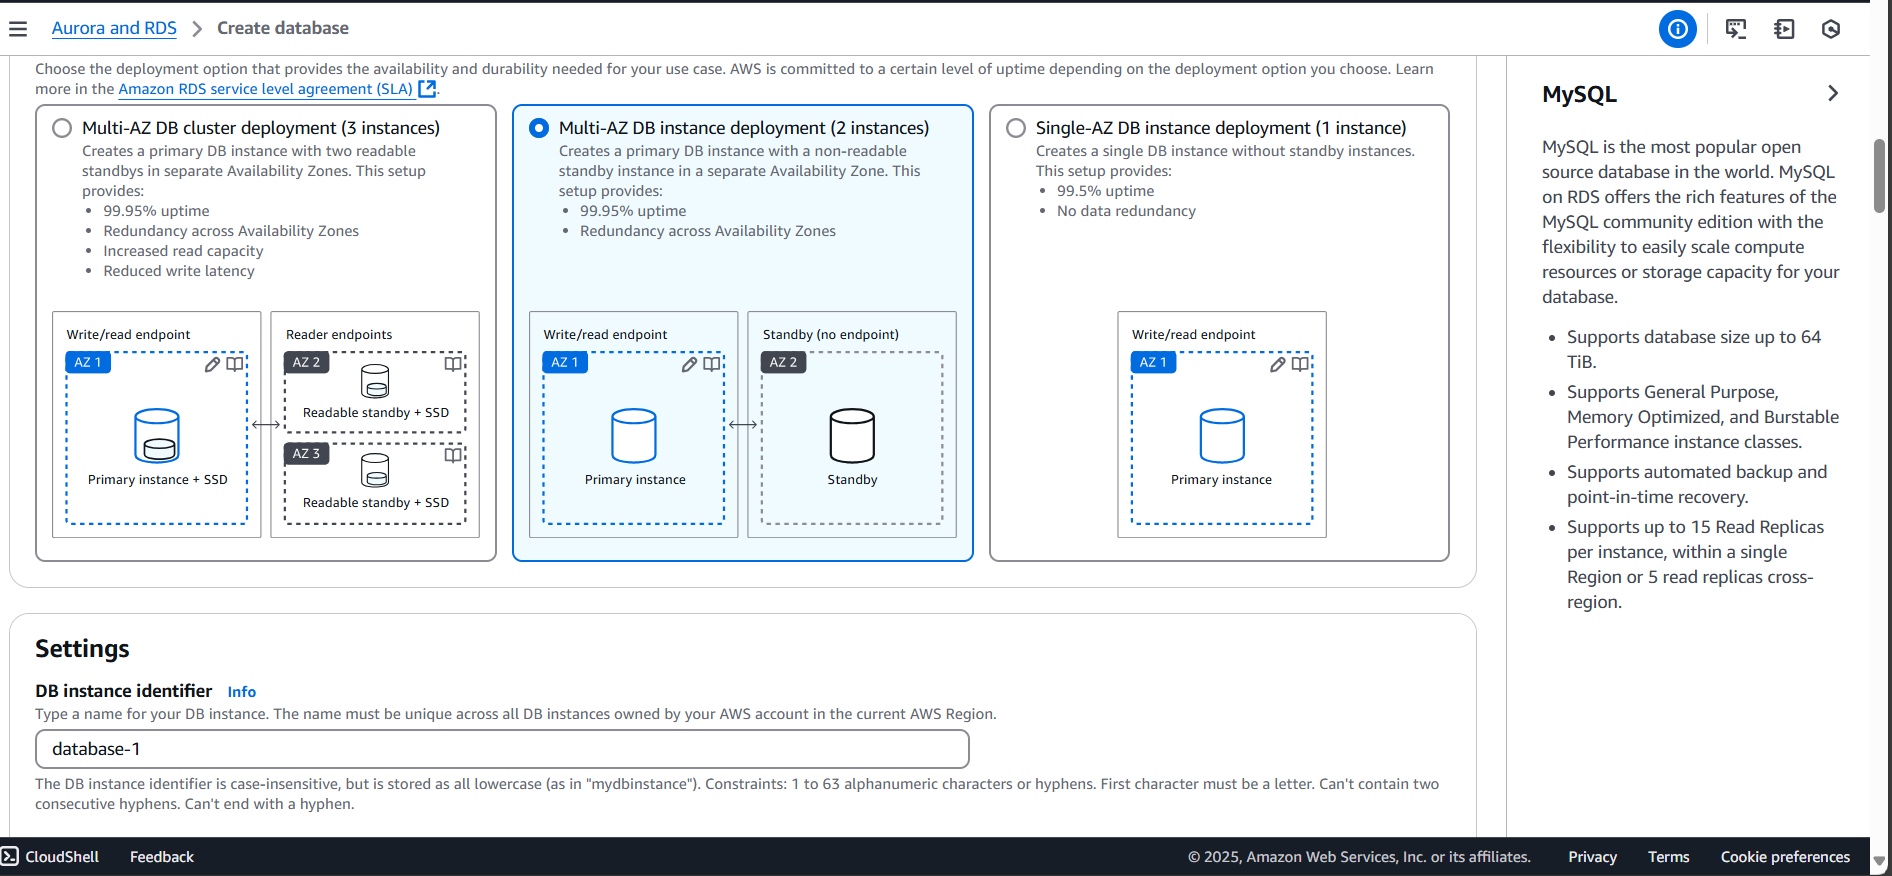 Aurora and RDS
Create database
Choose the deployment option that provides the availability and durability needed for your use case. AWS is committed to a certain level of uptime depending on the deployment option you choose. Learn
more in the Amazon RDS service level agreement (SLA).
Multi-AZ DB cluster deployment (3 instances)
Creates a primary DB instance with two readable
standbys in separate Availability Zones. This setup
provides:
• 99.95% uptime
• Redundancy across Availability Zones
• Increased read capacity
• Reduced write latency
Write/read endpoint
AZ 1
Primary instance + SSD
Reader endpoints
AZ 2
Readable standby + SSD
AZ 3
Readable standby + SSD
Multi-AZ DB instance deployment (2 instances)
Creates a primary DB instance with a non-readable
standby instance in a separate Availability Zone. This
setup provides:
• 99.95% uptime
• Redundancy across Availability Zones
Write/read endpoint
AZ 1
Primary instance
Standby (no endpoint)
AZ 2
Standby
Single-AZ DB instance deployment (1 instance)
Creates a single DB instance without standby instances.
This setup provides:
• 99.5% uptime
• No data redundancy
Write/read endpoint
AZ 1
Primary instance
Settings
DB instance identifier Info
Type a name for your DB instance. The name must be unique across all DB instances owned by your AWS account in the current AWS Region.
database-1
The DB instance identifier is case-insensitive, but is stored as all lowercase (as in "mydbinstance"). Constraints: 1 to 63 alphanumeric characters or hyphens. First character must be a letter. Can't contain two
consecutive hyphens. Can't end with a hyphen.
MySQL
MySQL is the most popular open
source database in the world. MySQL
on RDS offers the rich features of the
MySQL community edition with the
flexibility to easily scale compute
resources or storage capacity for your
database.
• Supports database size up to 64
TiB.
• Supports General Purpose,
Memory Optimized, and Burstable
Performance instance classes.
• Supports automated backup and
point-in-time recovery.
• Supports up to 15 Read Replicas
per instance, within a single
Region or 5 read replicas cross-
region.
CloudShell
Feedback
© 2025, Amazon Web Services, Inc. or its affiliates.
Privacy
Terms
Cookie preferences